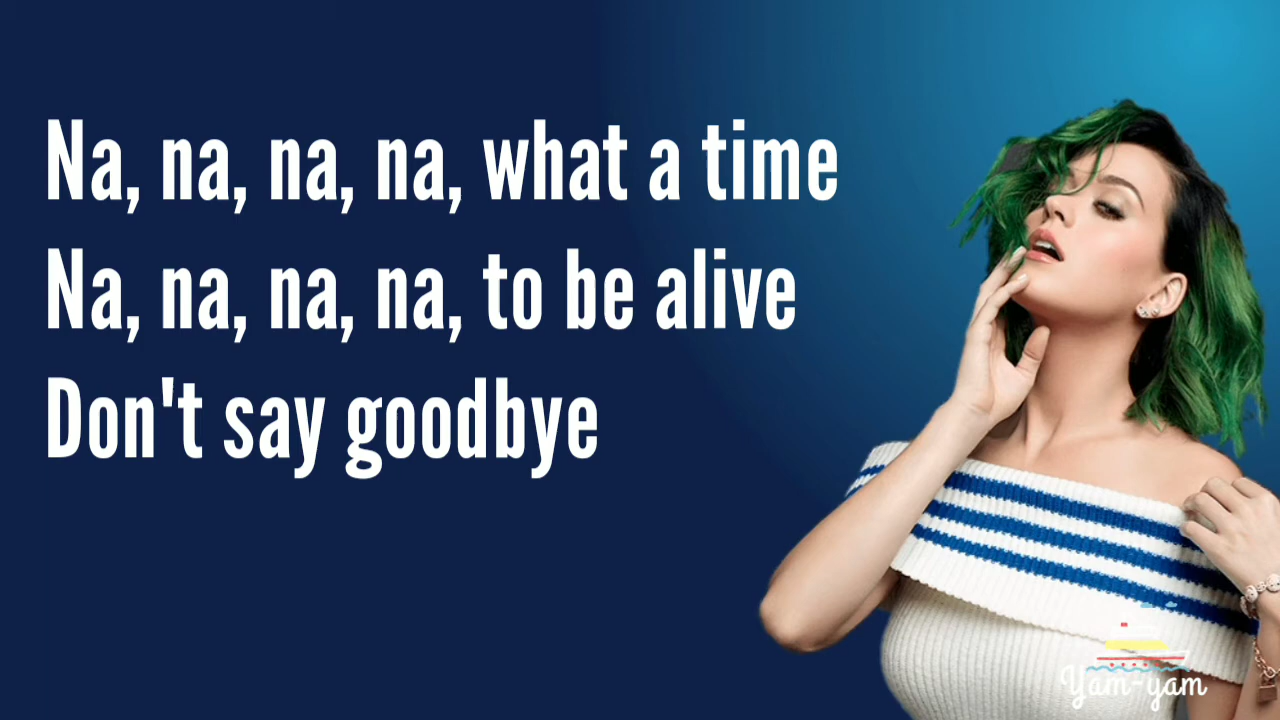 Na, na, na, na, what a time
Na, na, na, na, to be alive
Don't say goodbye
Yam-yam